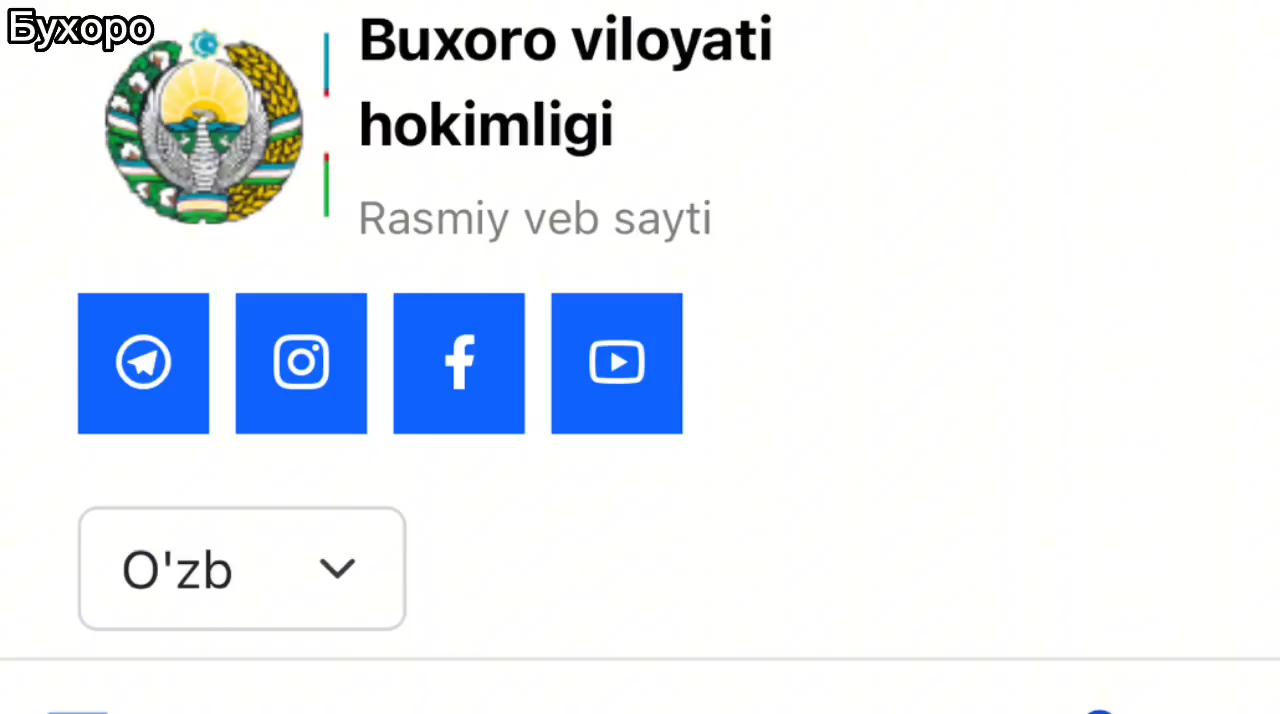 Бухоро
Buxoro viloyati
hokimligi
Rasmiy veb sayti
O'zb